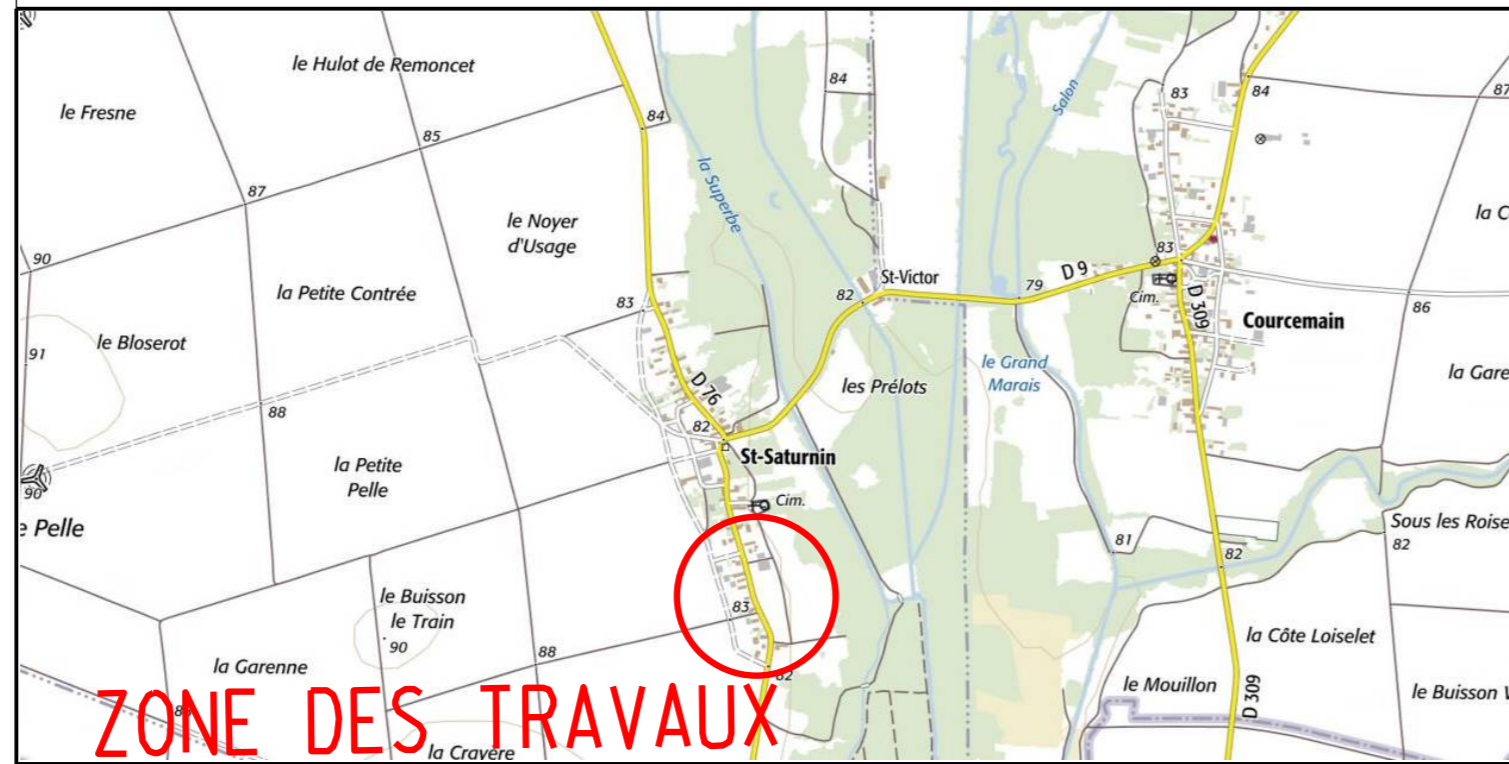 84
le Hulot de Remoncet
Salon
83
84
87
le Fresne
84
85
la Superbe
87
le Noyer
d'Usage
la C
90
St-Victor
83
D 9
la Petite Contrée
82
79
Cim.
D 309
86
83
Courcemain
le Bloserot
91
le Grand
Marais
la Gare
D 76
les Prélots
88
82
St-Saturnin
la Petite
Pelle
90
Cim.
e Pelle
Sous les Roise
82
81
82
le Buisson
le Train
90
83
la Côte Loiselet
la Garenne
88
82
le Mouillon
le Buisson V
D 309
ZONE DES TRAVAUX
la Cravère